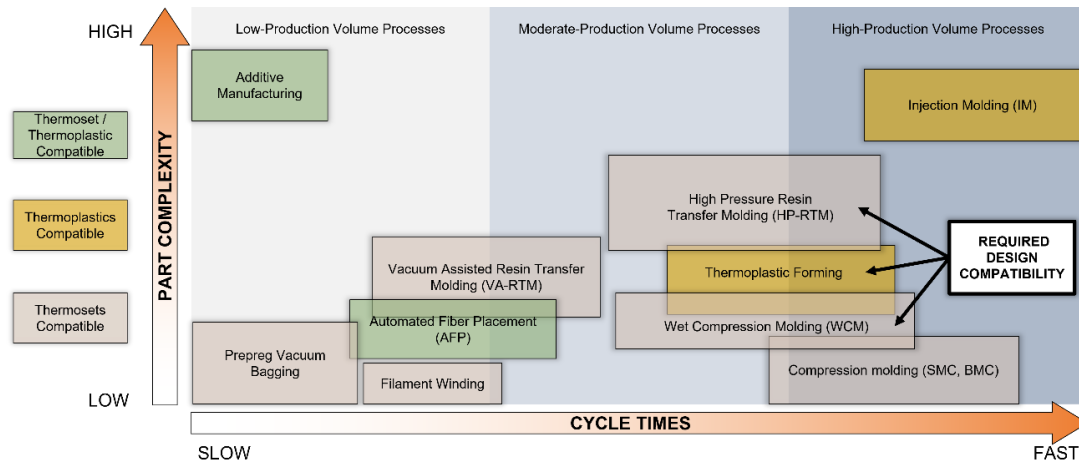 HIGH
Low-Production Volume Processes
Moderate-Production Volume Processes
High-Production Volume Processes
Additive
Manufacturing
Injection Molding (IM)
Thermoset /
Thermoplastic
Compatible
Thermoplastics
Compatible
Thermosets
Compatible
PART COMPLEXITY
High Pressure Resin
Transfer Molding (HP-RTM)
REQUIRED
DESIGN
COMPATIBILITY
Vacuum Assisted Resin Transfer
Molding (VA-RTM)
Thermoplastic Forming
Automated Fiber Placement
(AFP)
Wet Compression Molding (WCM)
Prepreg Vacuum
Bagging
Filament Winding
Compression molding (SMC, BMC)
LOW
CYCLE TIMES
SLOW
FAST